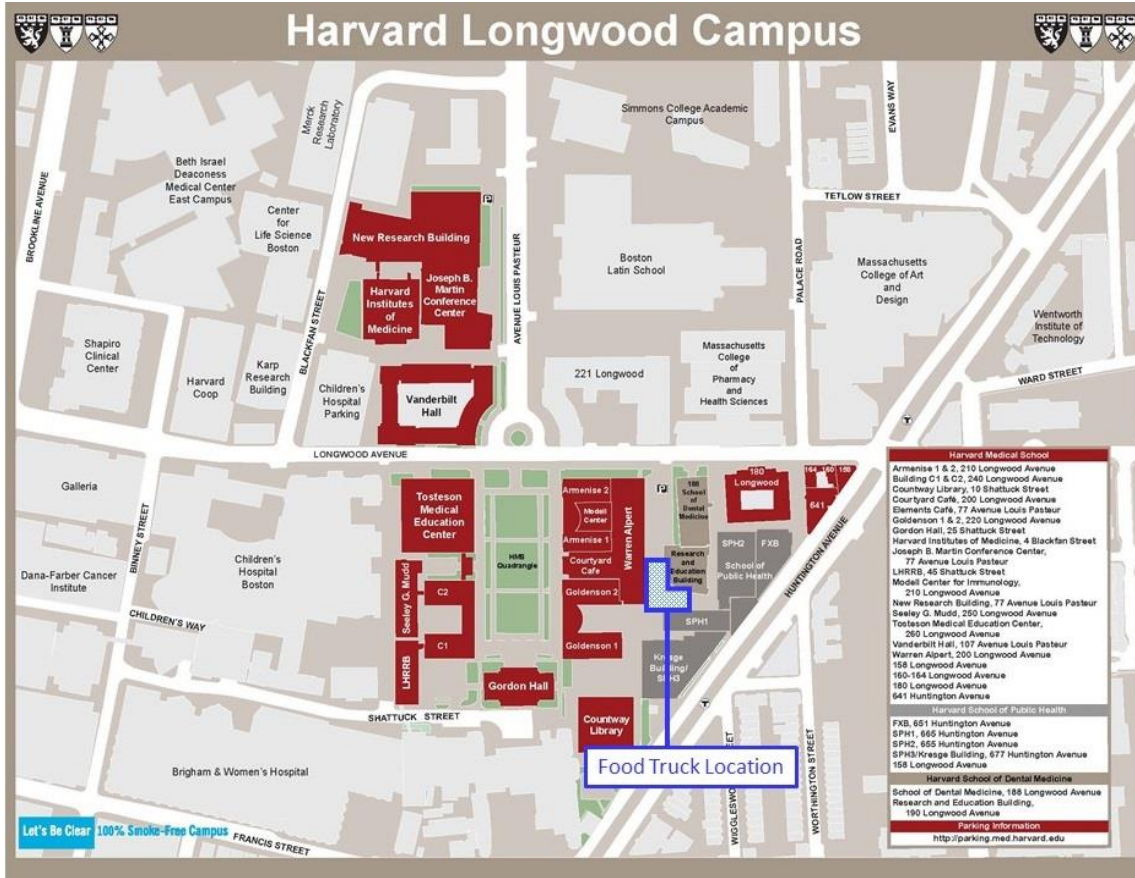 Harvard Longwood Campus
Merck
Research
Laboratory
Simmons College Academic
Campus
EVANS WAY
BROOKLINE AVENUE
Beth Israel
Deaconess
Medical Center
East Campus
Center
for
Life Science
Boston
TETLOW STREET
New Research Building
P
Joseph B.
Martin
Conference
Center
Harvard
Institutes
of
Medicine
AVENUE LOUIS PASTEUR
Boston
Latin School
PALACE ROAD
Massachusetts
College of Art
and
Design
Wentworth
Institute of
Technology
BLACKFAN STREET
Shapiro
Clinical
Center
Harvard
Coop
Karp
Research
Building
Children's
Hospital
Parking
Vanderbilt
Hall
221 Longwood
Massachusetts
College
of
Pharmacy
and
Health Sciences
WARD STREET
T
LONGWOOD AVENUE
Galleria
BINNEY STREET
Dana-Farber Cancer
Institute
CHILDREN'S WAY
Children's
Hospital
Boston
Tosteson
Medical
Education
Center
Seeley G. Mudd
C2
C1
LHRRB
HMS
Quadrangle
Armenise 2
Modell
Center
Armenise 1
Courtyard
Cafe
Goldenson 2
Goldenson 1
Warren Alpert
P
188 School
of Dental
Medicine
Research
and
Education
Building
180
Longwood
164 160 158
641
SPH2
FXB
School of
Public Health
SPH1
Kresge
Building/
SPH3
HUNTINGTON AVENUE
T
Gordon Hall
SHATTUCK STREET
Countway
Library
Brigham & Women's Hospital
FRANCIS STREET
WIGGLESWORTH STREET
WORTHINGTON STREET
Food Truck Location
Let's Be Clear 100% Smoke-Free Campus
Harvard Medical School
Armenise 1 & 2, 210 Longwood Avenue
Building C1 & C2, 240 Longwood Avenue
Countway Library, 10 Shattuck Street
Courtyard Café, 200 Longwood Avenue
Elements Café, 77 Avenue Louis Pasteur
Goldenson 1 & 2, 220 Longwood Avenue
Gordon Hall, 25 Shattuck Street
Harvard Institutes of Medicine, 4 Blackfan Street
Joseph B. Martin Conference Center,
77 Avenue Louis Pasteur
LHRRB, 45 Shattuck Street
Modell Center for Immunology,
210 Longwood Avenue
New Research Building, 77 Avenue Louis Pasteur
Seeley G. Mudd, 250 Longwood Avenue
Tosteson Medical Education Center,
260 Longwood Avenue
Vanderbilt Hall, 107 Avenue Louis Pasteur
Warren Alpert, 200 Longwood Avenue
158 Longwood Avenue
160-164 Longwood Avenue
180 Longwood Avenue
641 Huntington Avenue
Harvard School of Public Health
FXB, 651 Huntington Avenue
SPH1, 665 Huntington Avenue
SPH2, 655 Huntington Avenue
SPH3/Kresge Building, 677 Huntington Avenue
158 Longwood Avenue
Harvard School of Dental Medicine
School of Dental Medicine, 188 Longwood Avenue
Research and Education Building,
190 Longwood Avenue
Parking Information
http://parking.med.harvard.edu